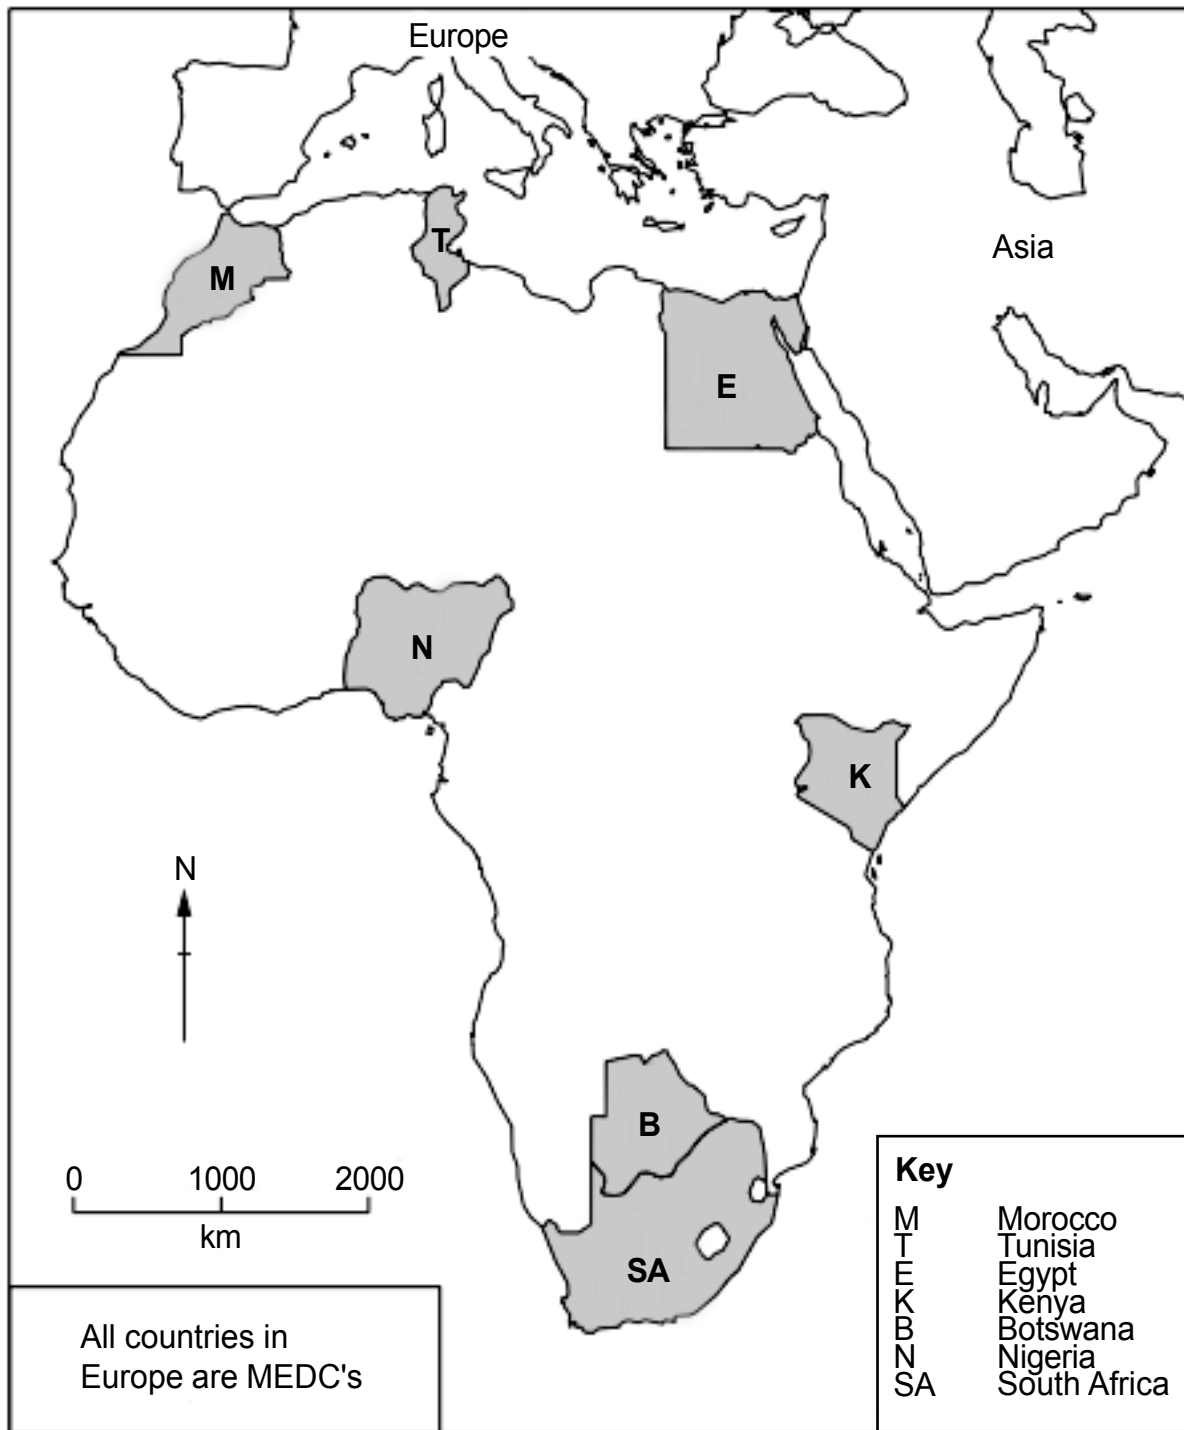 Europe
Asia
T
M
E
N
K
N
B
SA
0 1000 2000
km
All countries in
Europe are MEDC's
Key
M Morocco
T Tunisia
E Egypt
K Kenya
B Botswana
N Nigeria
SA South Africa